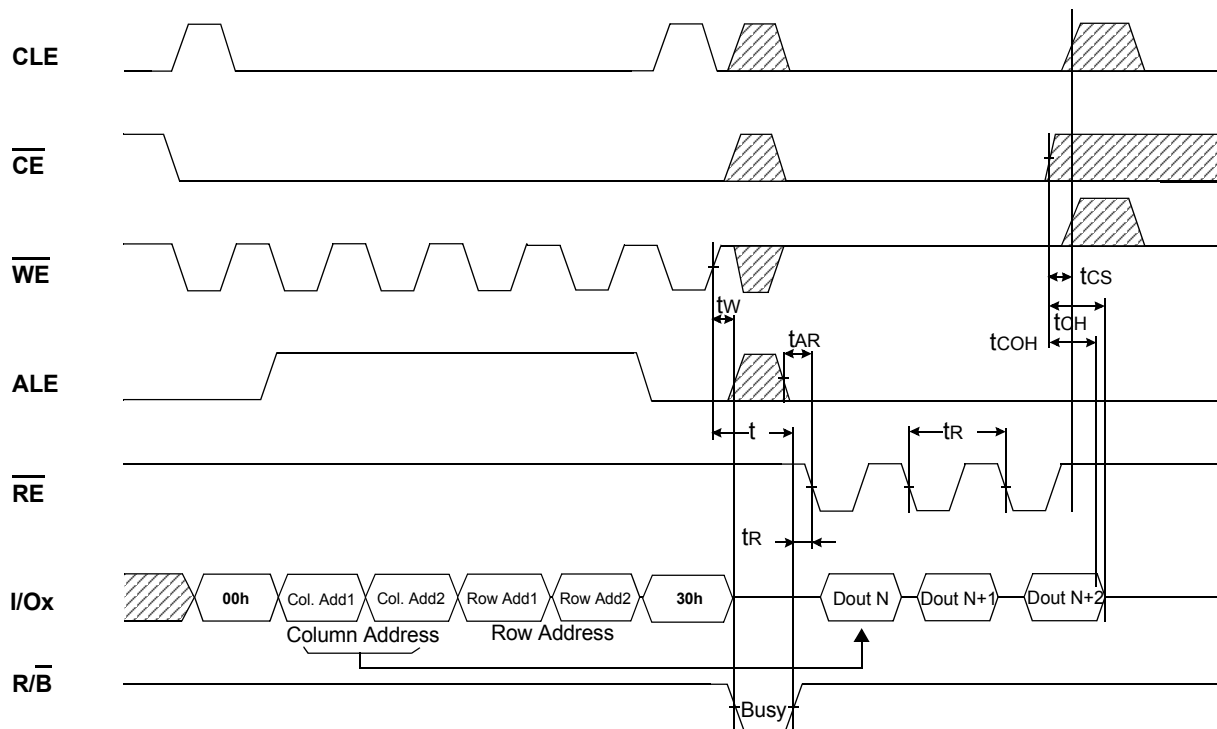 CLE
CE
WE
tCS
tW
tCH
tCOH
tAR
ALE
t
tR
RE
tR
I/Ox
00h
Col. Add1
Col. Add2
Row Add1
Row Add2
30h
Dout N
Dout N+1
Dout N+2
Column Address
Row Address
R/B
Busy